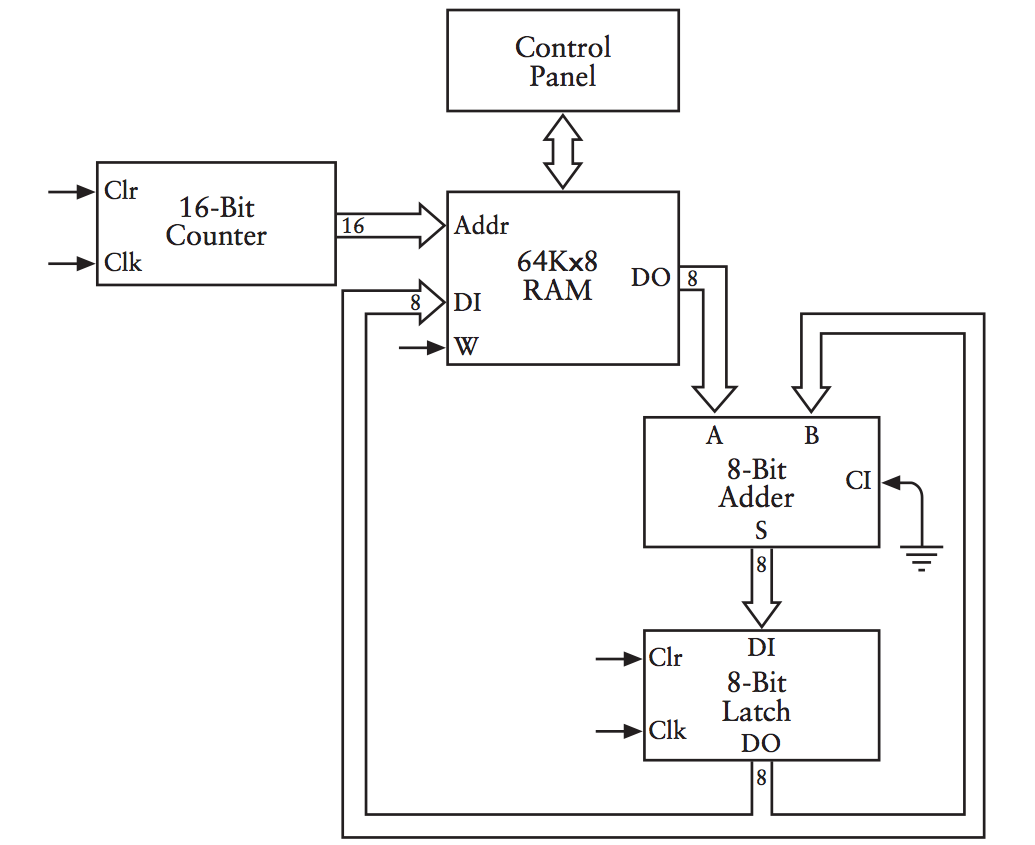 Control
Panel
Clr
16-Bit
Counter
Clk
16
Addr
64Kx8
RAM
DO
8
8
DI
W
A
B
8-Bit
Adder
CI
S
8
DI
Clr
8-Bit
Latch
Clk
DO
8